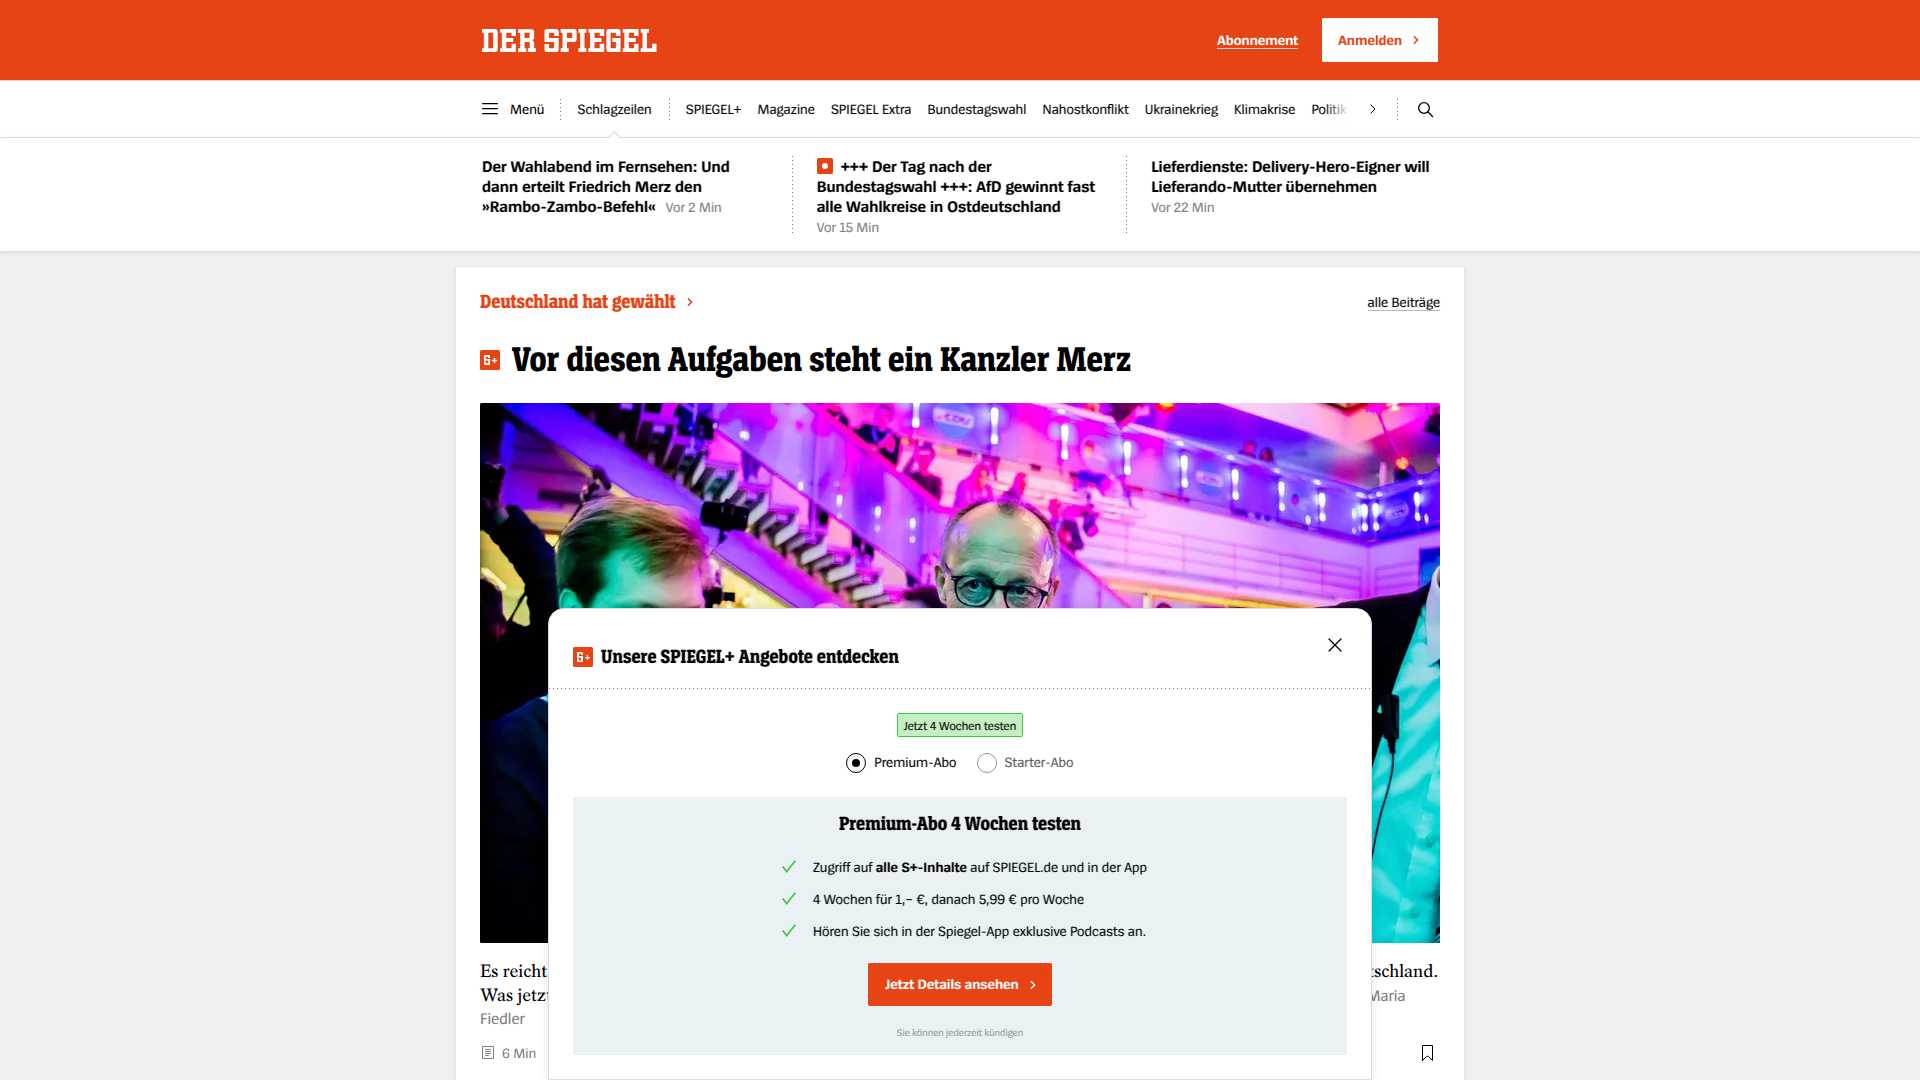 DER SPIEGEL
Abonnement
Anmelden
Menü
Schlagzeilen
SPIEGEL+
Magazine
SPIEGEL Extra
Bundestagswahl
Nahostkonflikt
Ukrainekrieg
Klimakrise
Politik
Der Wahlabend im Fernsehen: Und
dann erteilt Friedrich Merz den
»Rambo-Zambo-Befehl« Vor 2 Min
+++ Der Tag nach der
Bundestagswahl +++: AfD gewinnt fast
alle Wahlkreise in Ostdeutschland
Vor 15 Min
Lieferdienste: Delivery-Hero-Eigner will
Lieferando-Mutter übernehmen
Vor 22 Min
Deutschland hat gewählt
alle Beiträge
S+ Vor diesen Aufgaben steht ein Kanzler Merz
S+ Unsere SPIEGEL+ Angebote entdecken
Jetzt 4 Wochen testen
Premium-Abo
Starter-Abo
Premium-Abo 4 Wochen testen
Zugriff auf alle S+-Inhalte auf SPIEGEL.de und in der App
4 Wochen für 1,– €, danach 5,99 € pro Woche
Hören Sie sich in der Spiegel-App exklusive Podcasts an.
Jetzt Details ansehen
Sie können jederzeit kündigen
Es reicht
tschland.
Was jetzt
Maria
Fiedler
6 Min